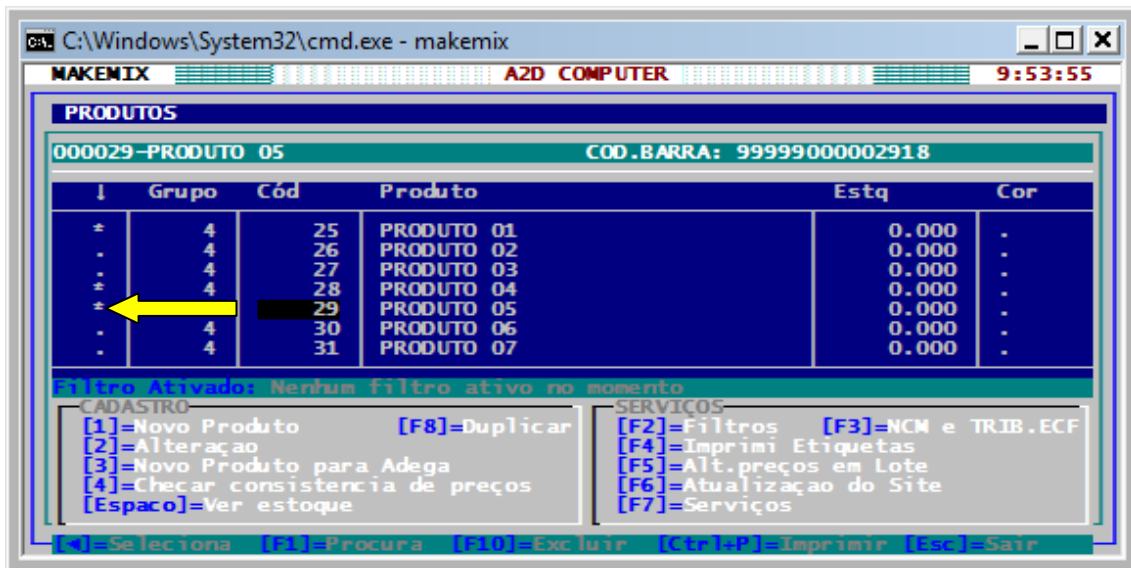 C:\Windows\System32\cmd.exe - makemix
MAKEMIX A2D COMPUTER 9:53:55
PRODUTOS
000029-PRODUTO 05 COD.BARRA: 99999000002918
↓ Grupo Cód Produto Estq Cor
* 4 25 PRODUTO 01 0.000 .
. 4 26 PRODUTO 02 0.000 .
. 4 27 PRODUTO 03 0.000 .
* 4 28 PRODUTO 04 0.000 .
* 29 PRODUTO 05 0.000 .
. 4 30 PRODUTO 06 0.000 .
. 4 31 PRODUTO 07 0.000 .
Filtro Ativado: Nenhum filtro ativo no momento
CADASTRO
[1]=Novo Produto [F8]=Duplicar
[2]=Alteraçao
[3]=Novo Produto para Adega
[4]=Checar consistencia de preços
[Espaco]=Ver estoque
SERVIÇOS
[F2]=Filtros [F3]=NCM e TRIB.ECF
[F4]=Imprimi Etiquetas
[F5]=Alt.preços em Lote
[F6]=Atualizaçao do Site
[F7]=Serviços
[◄]=Seleciona [F1]=Procura [F10]=Excluir [Ctrl+P]=Imprimir [Esc]=Sair